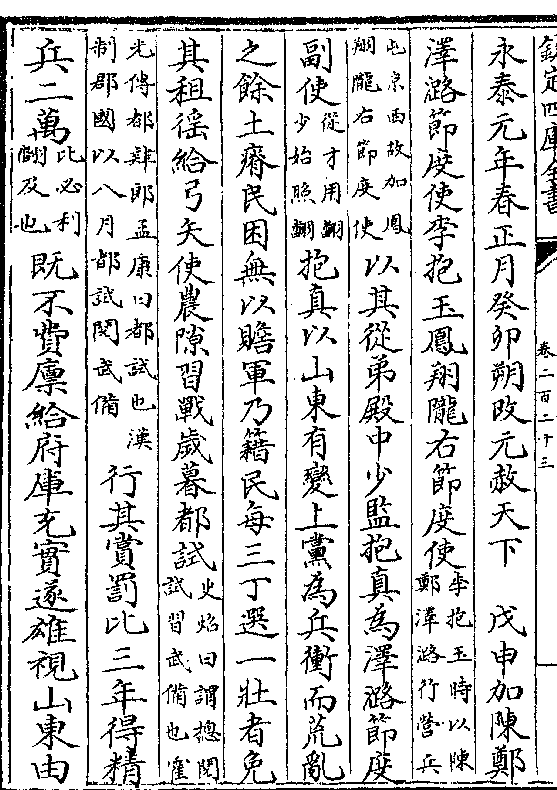 欽定四庫全書
卷二百二十三
永泰元年春正月癸卯朔改元赦天下　戊申加陳鄭
澤潞節度使李抱玉鳳翔隴右節度使李抱玉時以陳鄭澤潞行營兵
屯京西故加鳳翔隴右節度使以其從弟殿中少監抱真為澤潞節度
副使從才用翻少始照翻抱真以山東有變上黨為兵衝而荒亂
之餘土瘠民困無以贍軍乃籍民每三丁選一壯者免
其租徭給弓矢使農隙習戰歲暮都試史炤曰謂總閱試習武備也霍
光傳都肄郎孟康曰都試也漢制郡國以八月都試閱武備行其賞罰比三年得精
兵二萬比必利翻及也既不費廩給府庫充實遂雄視山東由